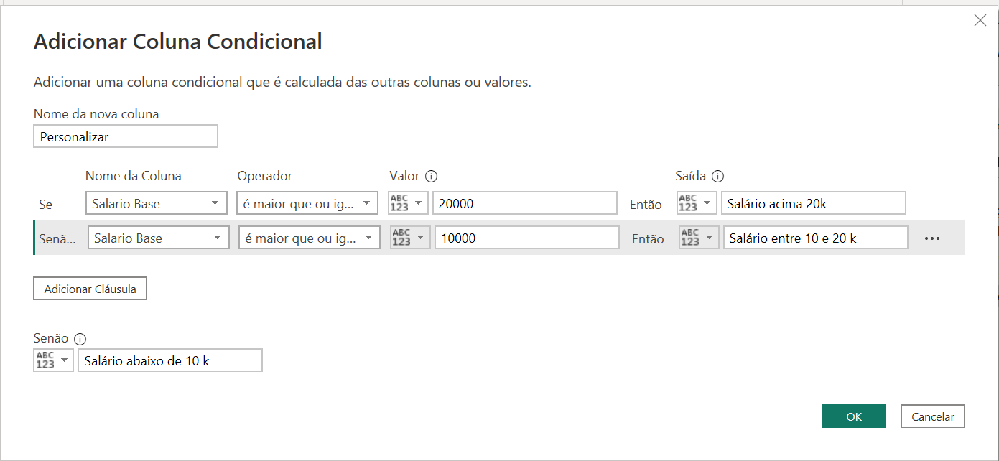 Adicionar Coluna Condicional
Adicionar uma coluna condicional que é calculada das outras colunas ou valores.
Nome da nova coluna
Personalizar
Nome da Coluna Operador Valor Saída
Se Salario Base é maior que ou ig... ABC 123 20000 Então ABC 123 Salário acima 20k
Senã... Salario Base é maior que ou ig... ABC 123 10000 Então ABC 123 Salário entre 10 e 20 k ...
Adicionar Cláusula
Senão
ABC 123 Salário abaixo de 10 k
OK Cancelar